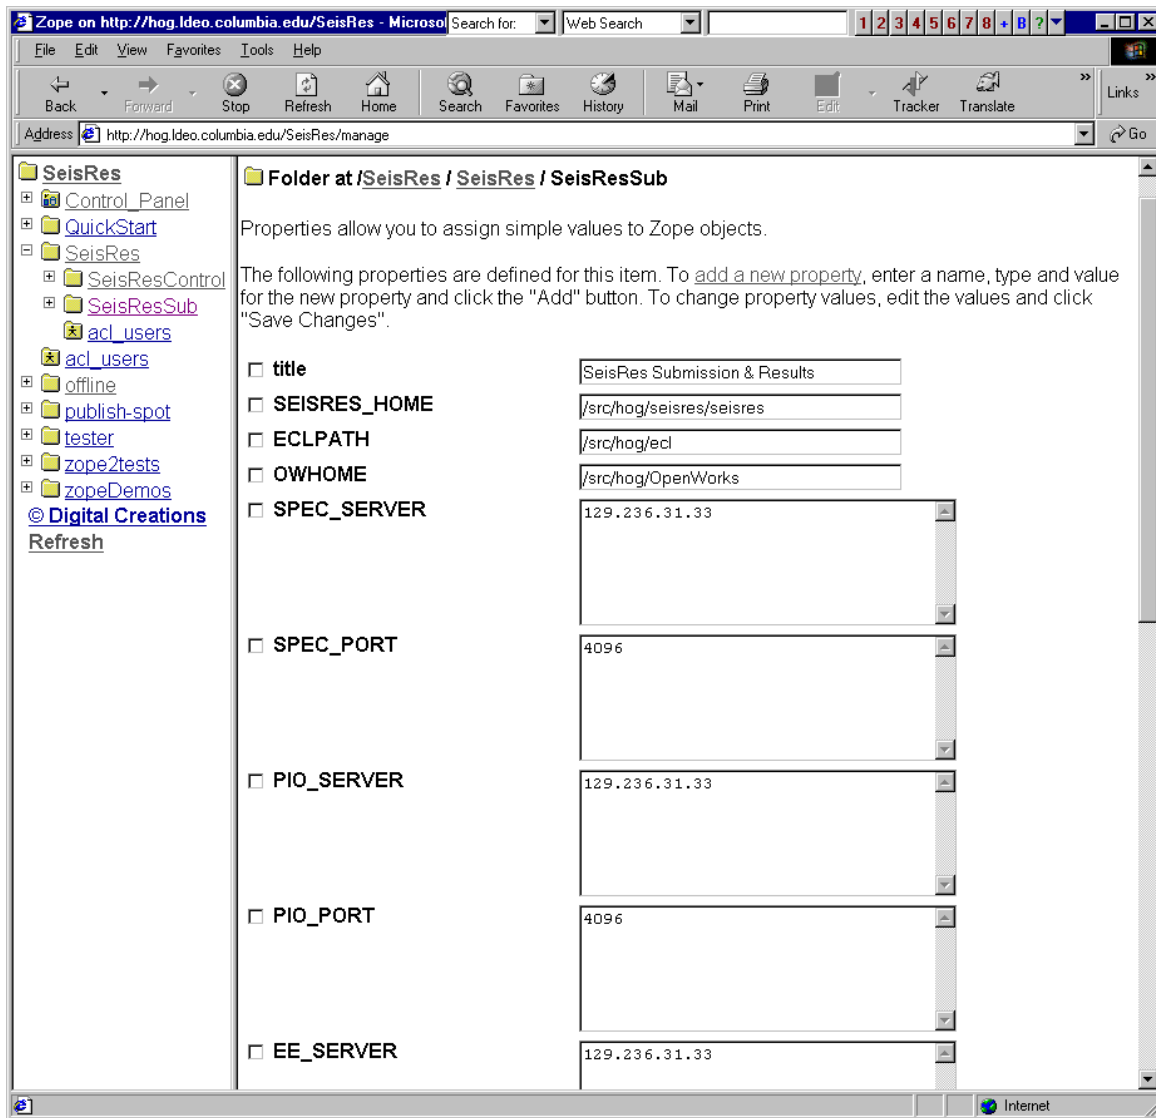 Zope on http://hog.ldeo.columbia.edu/SeisRes - Microsof
Search for:
Web Search
1 2 3 4 5 6 7 8 + B ?
File Edit View Favorites Tools Help
Back Forward Stop Refresh Home Search Favorites History Mail Print Edit Tracker Translate » Links »
Address http://hog.ldeo.columbia.edu/SeisRes/manage Go
SeisRes
Control_Panel
QuickStart
SeisRes
SeisResControl
SeisResSub
acl_users
acl_users
offline
publish-spot
tester
zope2tests
zopeDemos
© Digital Creations
Refresh
Folder at /SeisRes / SeisRes / SeisResSub
Properties allow you to assign simple values to Zope objects.
The following properties are defined for this item. To add a new property, enter a name, type and value
for the new property and click the "Add" button. To change property values, edit the values and click
"Save Changes".
title SeisRes Submission & Results
SEISRES_HOME /src/hog/seisres/seisres
ECLPATH /src/hog/ecl
OWHOME /src/hog/OpenWorks
SPEC_SERVER 129.236.31.33
SPEC_PORT 4096
PIO_SERVER 129.236.31.33
PIO_PORT 4096
EE_SERVER 129.236.31.33
Internet